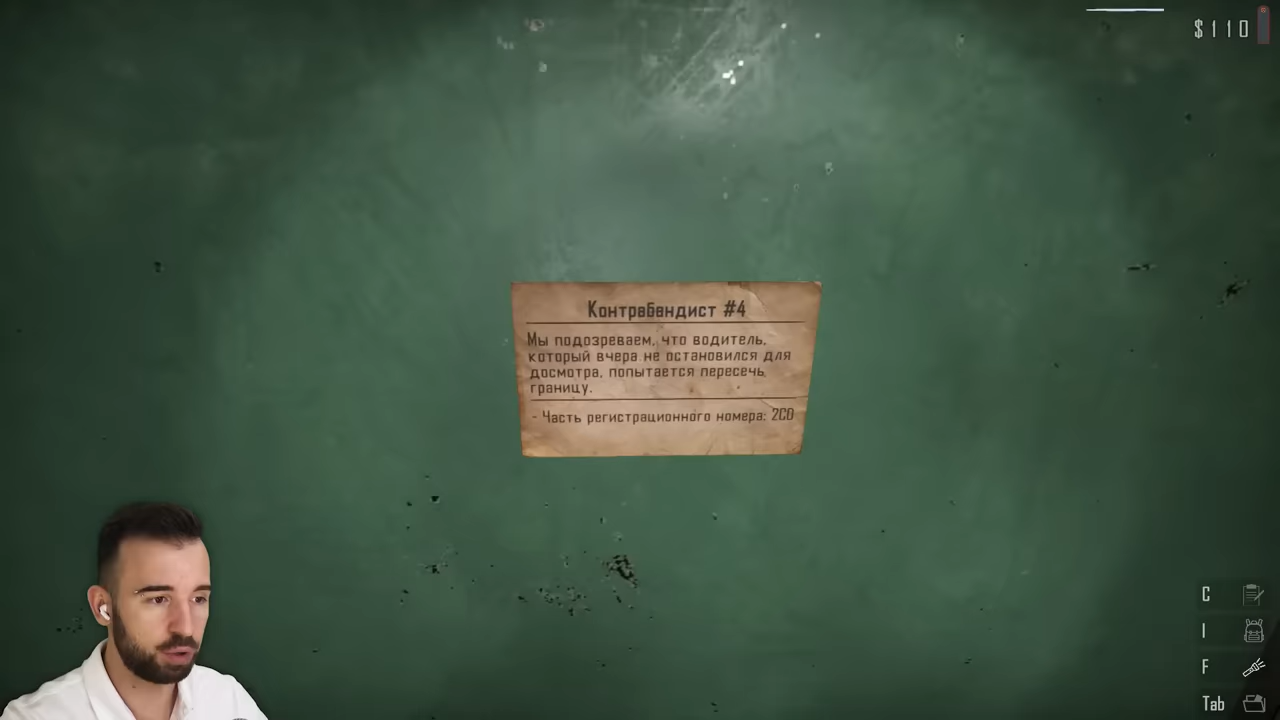 $110
Контрабандист #4
Мы подозреваем, что водитель,
который вчера не остановился для
досмотра, попытается пересечь
границу.
- Часть регистрационного номера: 2CO
C
I
F
Tab